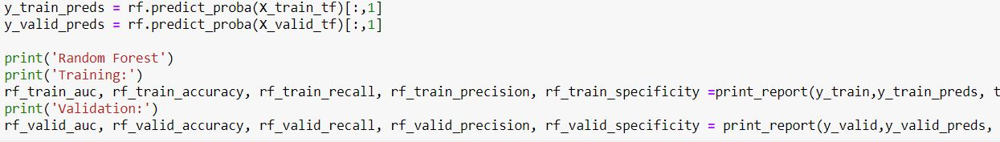 y_train_preds = rf.predict_proba(X_train_tf)[:,1]
y_valid_preds = rf.predict_proba(X_valid_tf)[:,1]
print('Random Forest')
print('Training:')
rf_train_auc, rf_train_accuracy, rf_train_recall, rf_train_precision, rf_train_specificity =print_report(y_train,y_train_preds, t
print('Validation:')
rf_valid_auc, rf_valid_accuracy, rf_valid_recall, rf_valid_precision, rf_valid_specificity = print_report(y_valid,y_valid_preds,